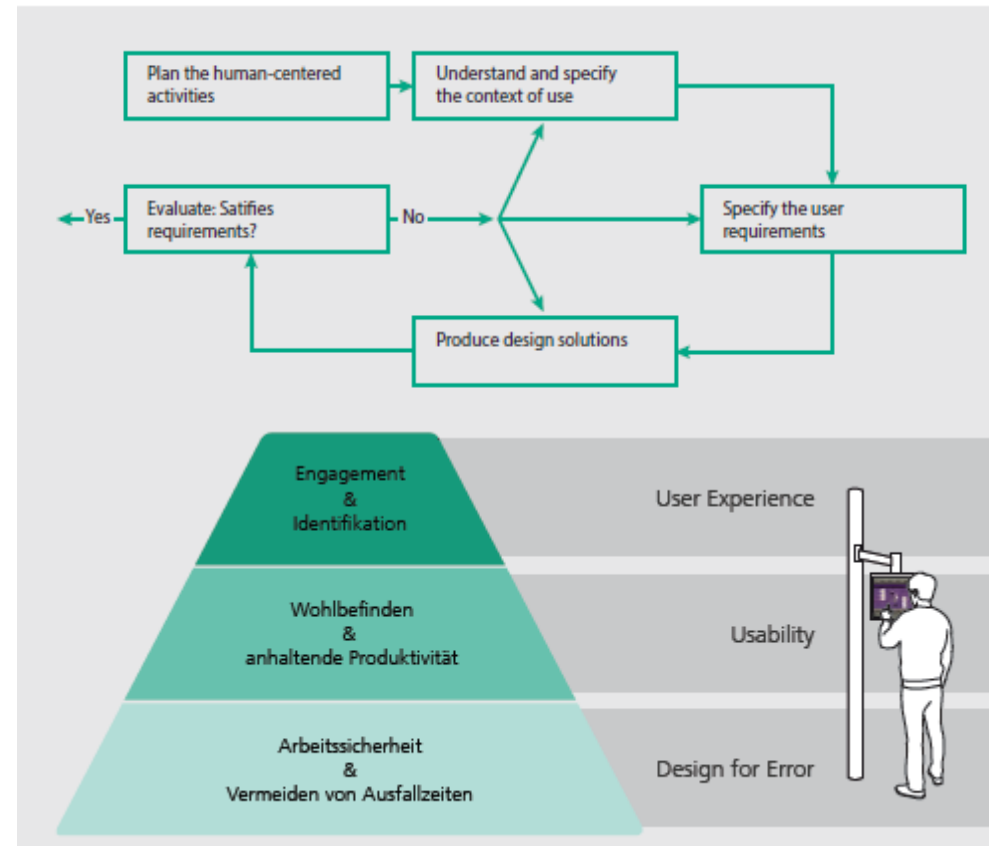 Plan the human-centered
activities
Understand and specify
the context of use
Yes
Evaluate: Satifies
requirements?
No
Specify the user
requirements
Produce design solutions
Engagement
&
Identifikation
User Experience
Wohlbefinden
&
anhaltende Produktivität
Usability
Arbeitssicherheit
&
Vermeiden von Ausfallzeiten
Design for Error